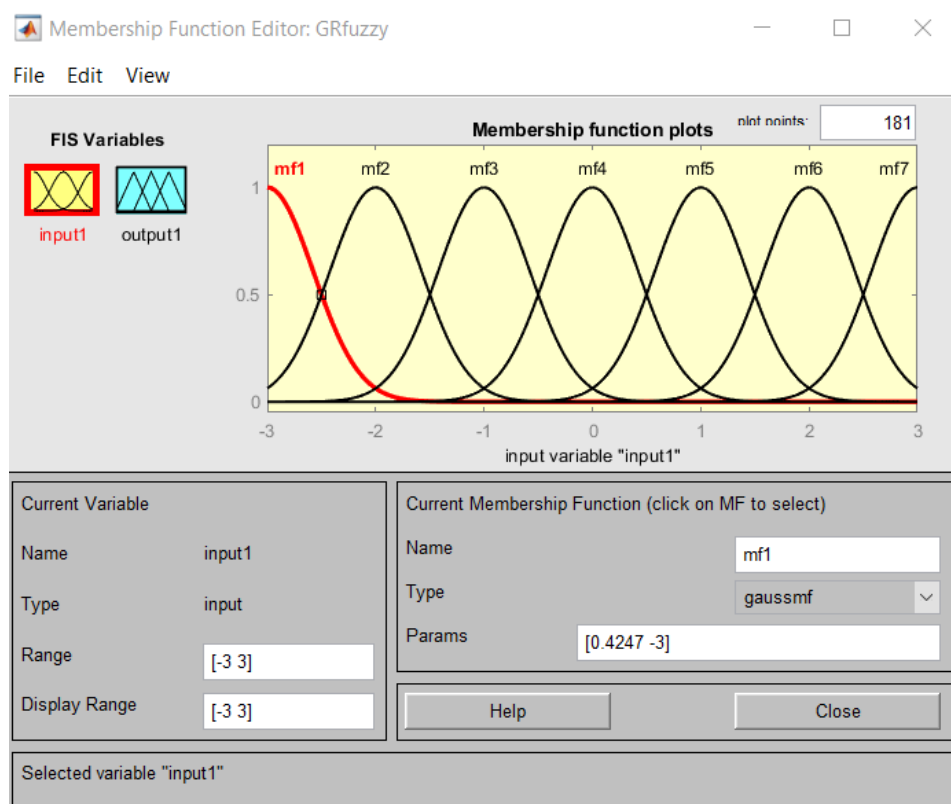 Membership Function Editor: GRfuzzy
File Edit View
FIS Variables
input1 output1
Membership function plots
plot points:
181
mf1 mf2 mf3 mf4 mf5 mf6 mf7
1
0.5
0
-3 -2 -1 0 1 2 3
input variable "input1"
Current Variable
Name input1
Type input
Range [-3 3]
Display Range [-3 3]
Current Membership Function (click on MF to select)
Name mf1
Type gaussmf
Params [0.4247 -3]
Help Close
Selected variable "input1"